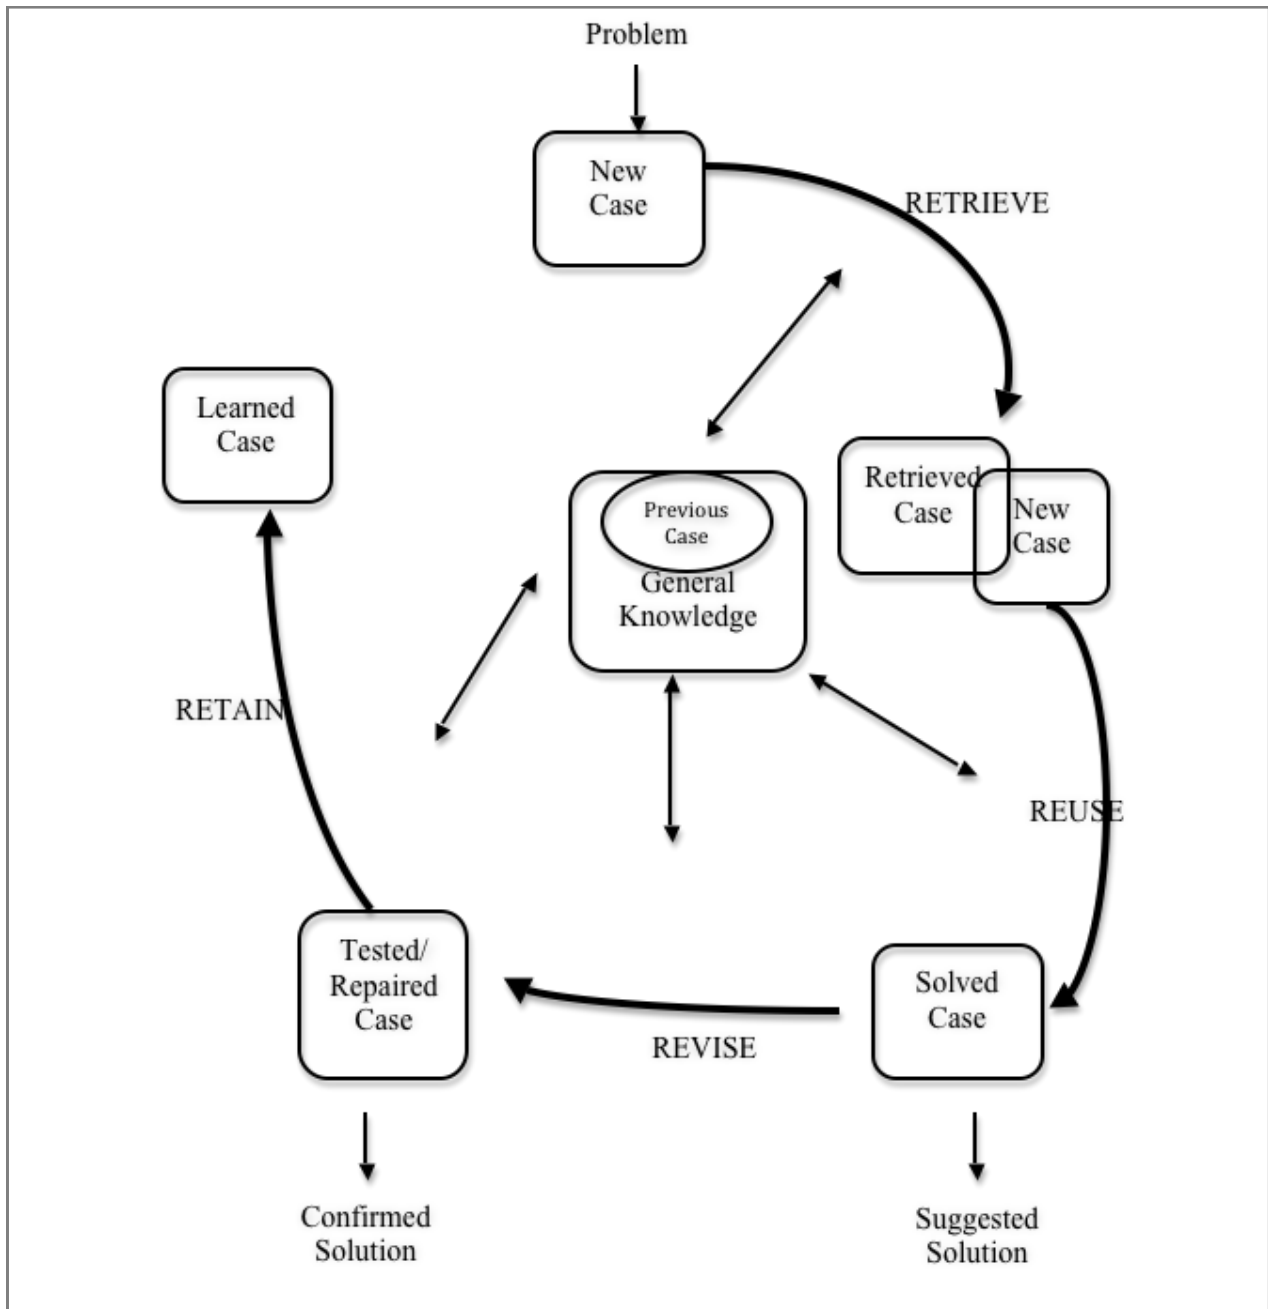 Problem
New
Case
RETRIEVE
Learned
Case
Retrieved
Case
New
Case
Previous
Case
General
Knowledge
RETAIN
REUSE
Tested/
Repaired
Case
Solved
Case
REVISE
Confirmed
Solution
Suggested
Solution